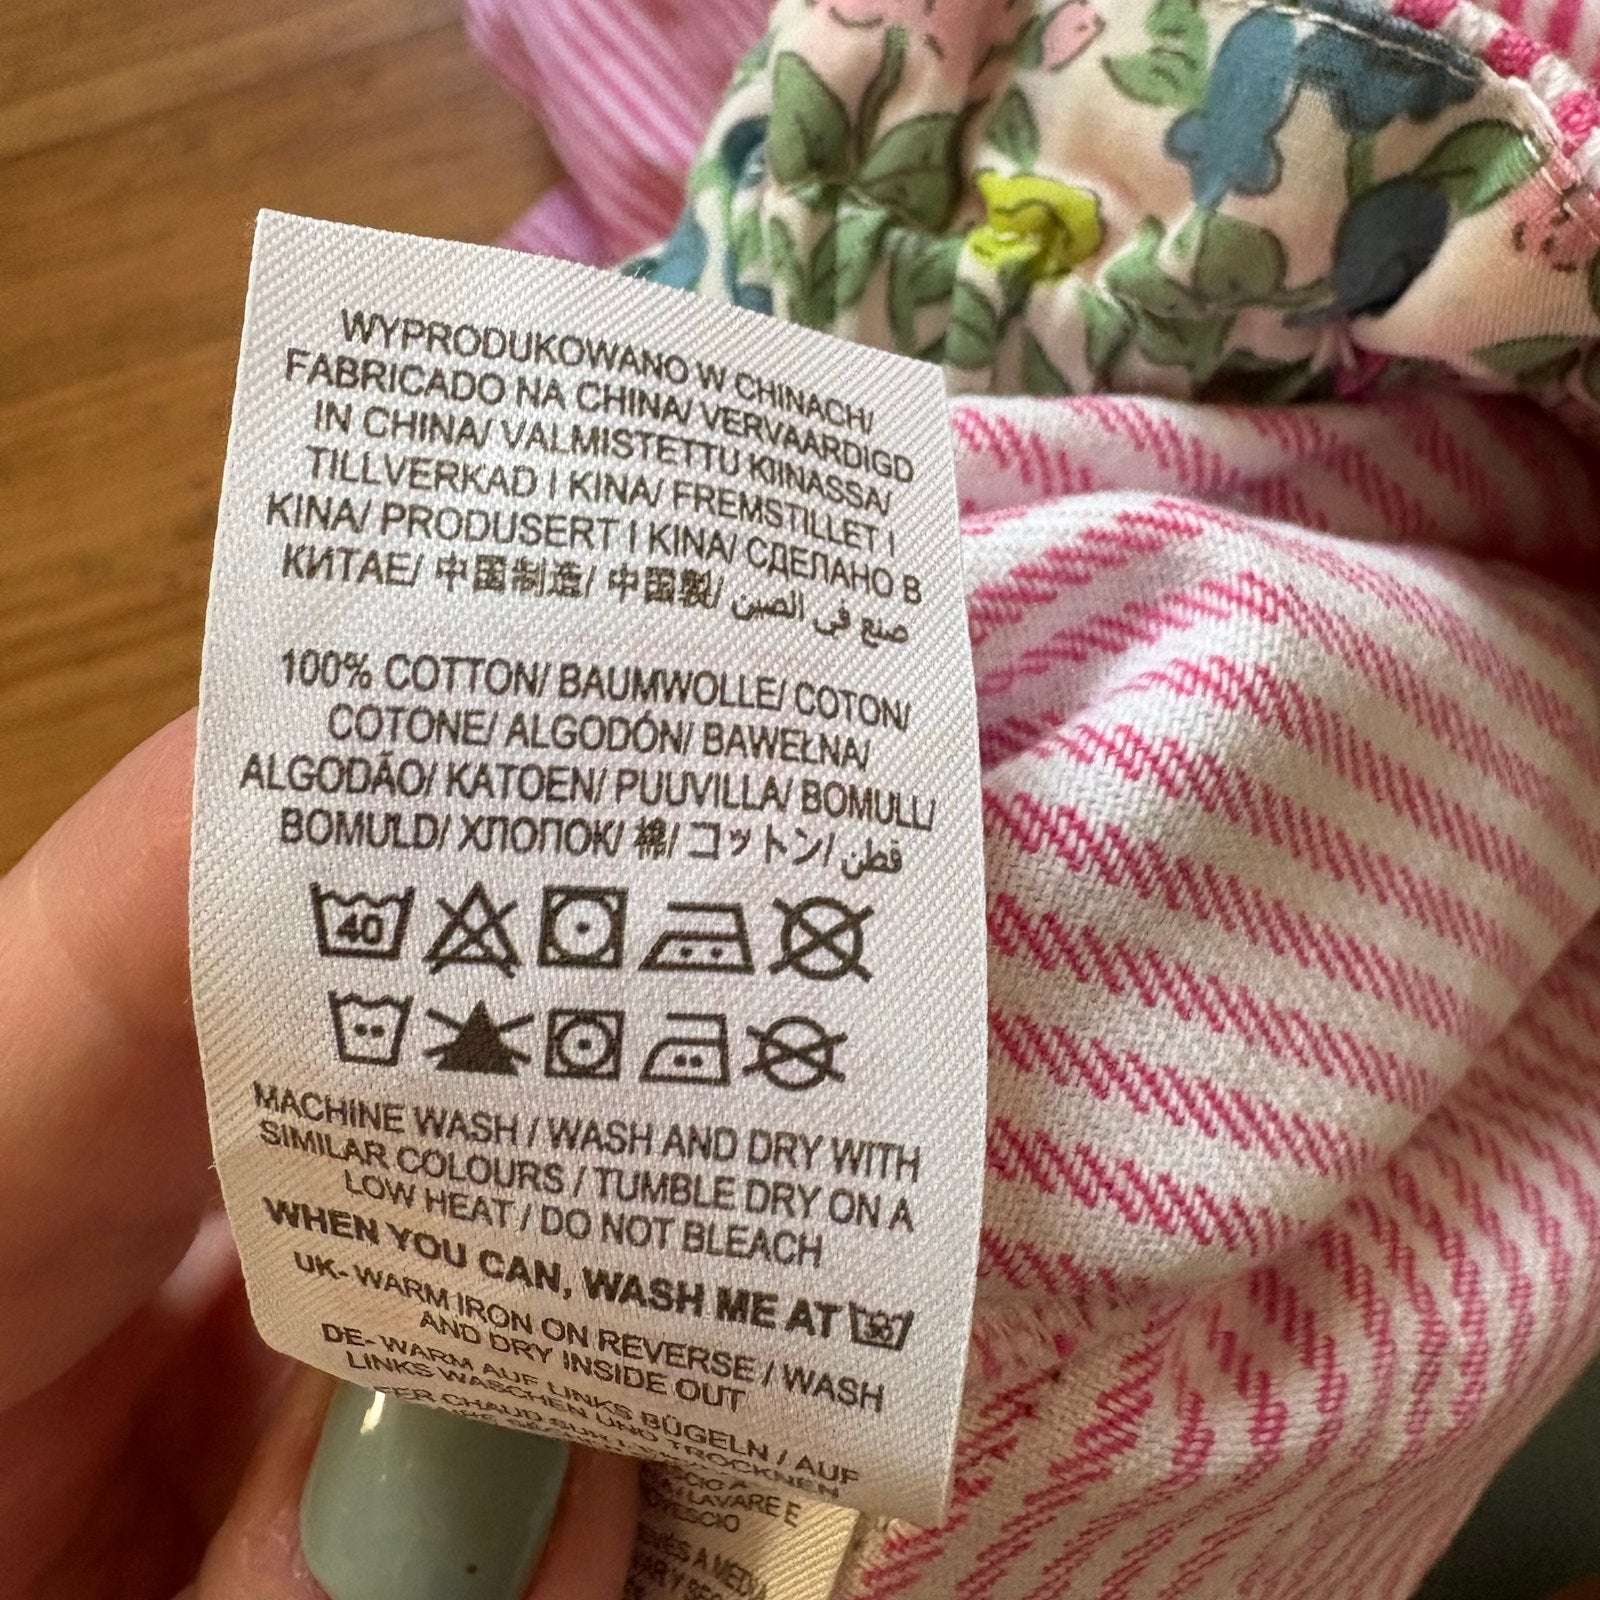 WYPRODUKOWANO W CHINACH/
FABRICADO NA CHINA/ VERVAARDIGD
IN CHINA/ VALMISTETTU KIINASSA/
TILLVERKAD I KINA/ FREMSTILLET I
KINA/ PRODUSERT I KINA/ СДЕЛАНО В
КИТАЕ/ 中国制造/ 中国製/ صنع في الصين
100% COTTON/ BAUMWOLLE/ COTON/
COTONE/ ALGODÓN/ BAWEŁNA/
ALGODÃO/ KATOEN/ PUUVILLA/ BOMULL/
BOMULD/ ХЛОПОК/ 棉/ コットン/ قطن
40
MACHINE WASH / WASH AND DRY WITH
SIMILAR COLOURS / TUMBLE DRY ON A
LOW HEAT / DO NOT BLEACH
WHEN YOU CAN, WASH ME AT 30
UK- WARM IRON ON REVERSE / WASH
AND DRY INSIDE OUT
DE- WARM AUF LINKS BÜGELN / AUF
LINKS WASCHEN UND TROCKNEN
CHAUD SUR
LAVARE E